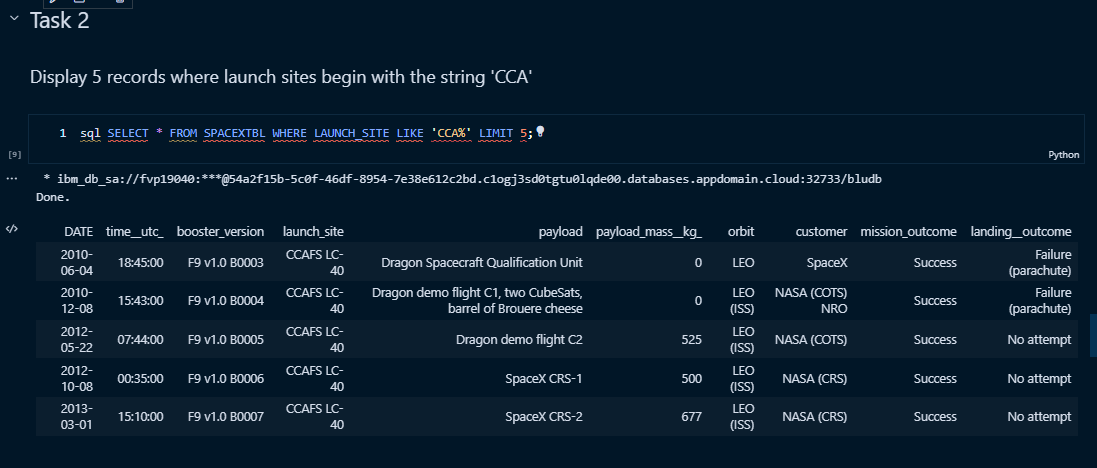 Task 2
Display 5 records where launch sites begin with the string 'CCA'
1 sql SELECT * FROM SPACEXTBL WHERE LAUNCH_SITE LIKE 'CCA%' LIMIT 5;
[9]
Python
* ibm_db_sa://fvp19040:***@54a2f15b-5c0f-46df-8954-7e38e612c2bd.c1ogj3sd0tgtu0lqde00.databases.appdomain.cloud:32733/bludb
Done.
DATE time__utc_ booster_version launch_site payload payload_mass__kg_ orbit customer mission_outcome landing__outcome
2010-06-04 18:45:00 F9 v1.0 B0003 CCAFS LC-40 Dragon Spacecraft Qualification Unit 0 LEO SpaceX Success Failure (parachute)
2010-12-08 15:43:00 F9 v1.0 B0004 CCAFS LC-40 Dragon demo flight C1, two CubeSats, barrel of Brouere cheese 0 LEO (ISS) NASA (COTS) NRO Success Failure (parachute)
2012-05-22 07:44:00 F9 v1.0 B0005 CCAFS LC-40 Dragon demo flight C2 525 LEO (ISS) NASA (COTS) Success No attempt
2012-10-08 00:35:00 F9 v1.0 B0006 CCAFS LC-40 SpaceX CRS-1 500 LEO (ISS) NASA (CRS) Success No attempt
2013-03-01 15:10:00 F9 v1.0 B0007 CCAFS LC-40 SpaceX CRS-2 677 LEO (ISS) NASA (CRS) Success No attempt